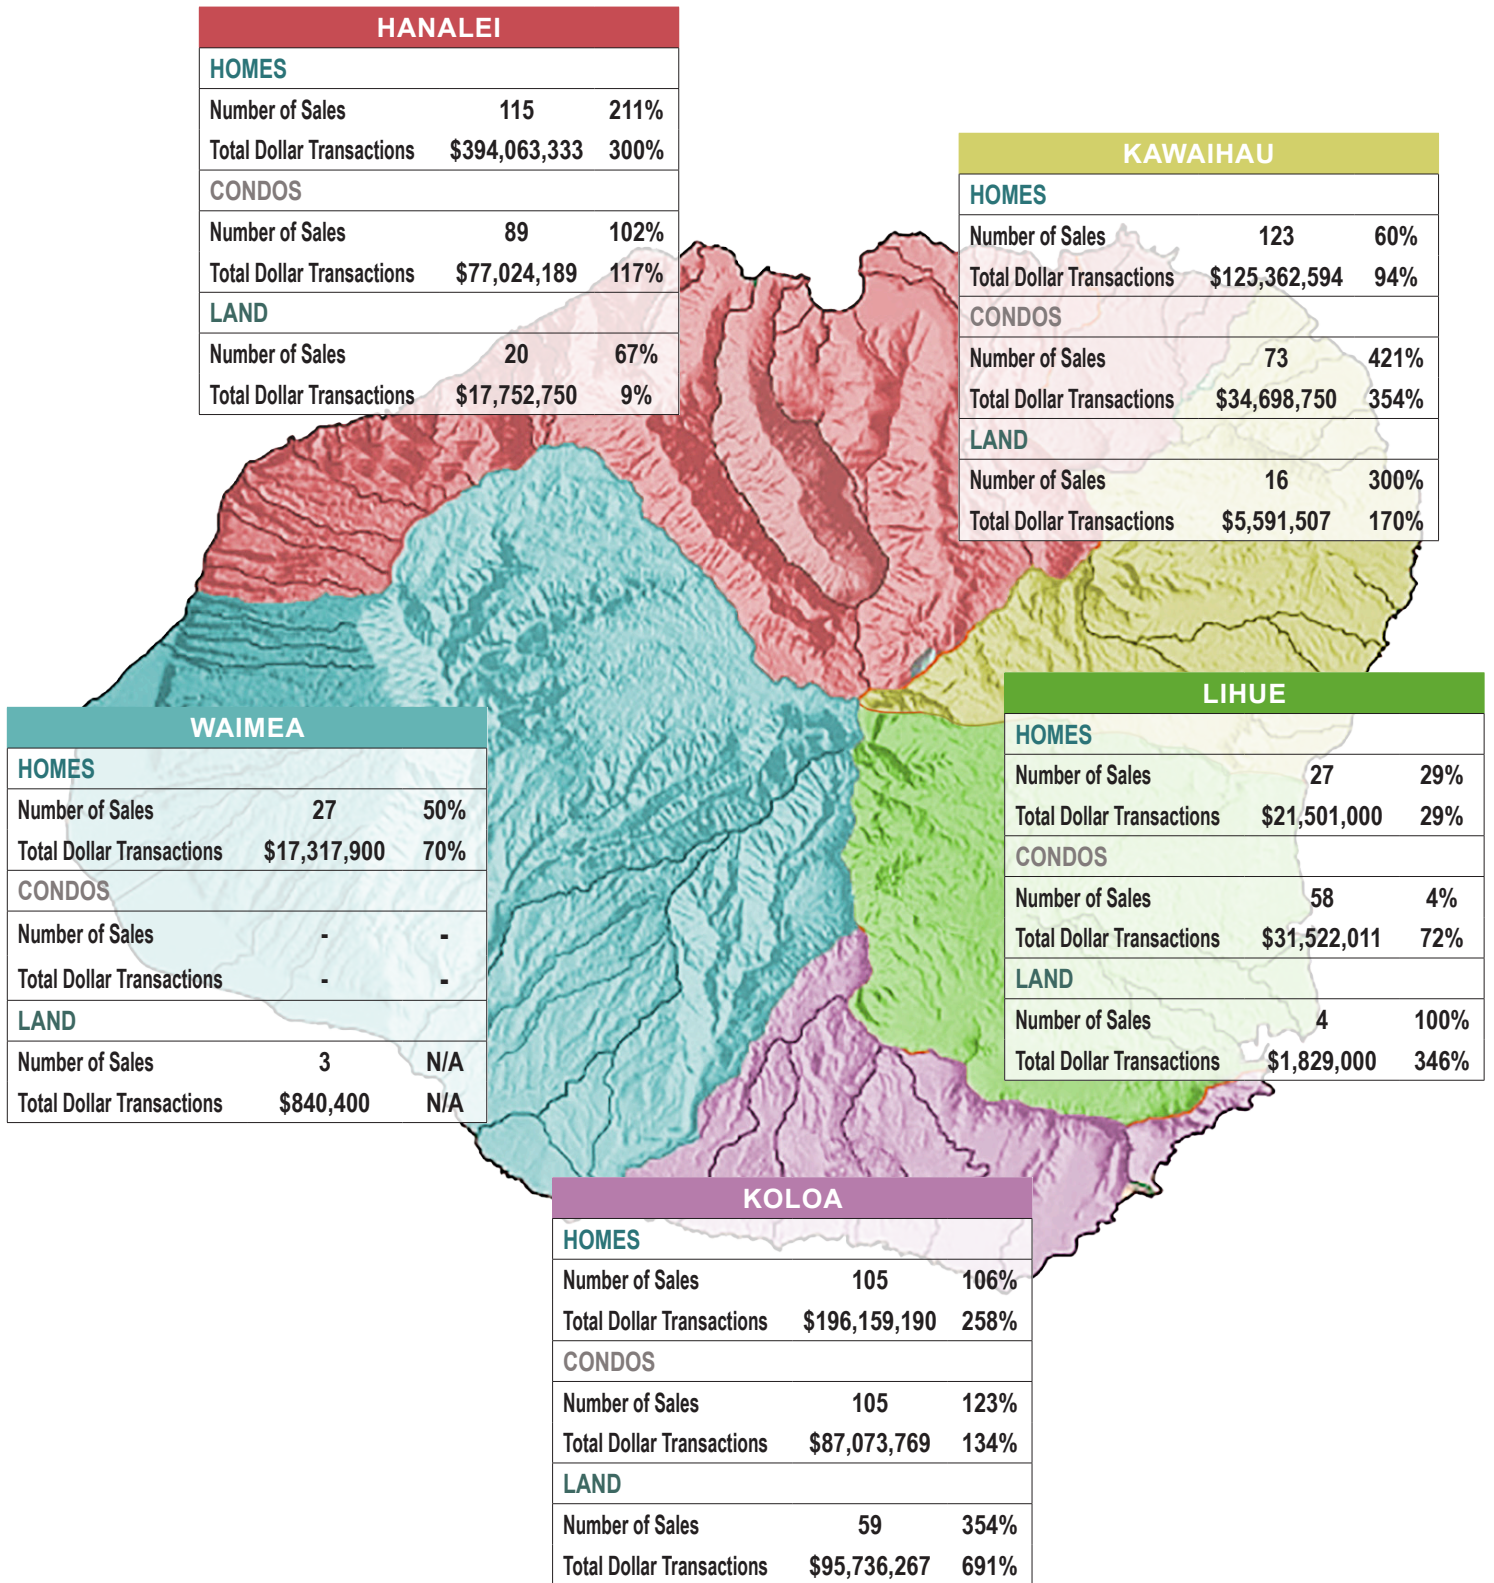 HANALEI
HOMES
Number of Sales 115 211%
Total Dollar Transactions $394,063,333 300%
CONDOS
Number of Sales 89 102%
Total Dollar Transactions $77,024,189 117%
LAND
Number of Sales 20 67%
Total Dollar Transactions $17,752,750 9%
KAWAIHAU
HOMES
Number of Sales 123 60%
Total Dollar Transactions $125,362,594 94%
CONDOS
Number of Sales 73 421%
Total Dollar Transactions $34,698,750 354%
LAND
Number of Sales 16 300%
Total Dollar Transactions $5,591,507 170%
LIHUE
HOMES
Number of Sales 27 29%
Total Dollar Transactions $21,501,000 29%
CONDOS
Number of Sales 58 4%
Total Dollar Transactions $31,522,011 72%
LAND
Number of Sales 4 100%
Total Dollar Transactions $1,829,000 346%
WAIMEA
HOMES
Number of Sales 27 50%
Total Dollar Transactions $17,317,900 70%
CONDOS
Number of Sales - -
Total Dollar Transactions - -
LAND
Number of Sales 3 N/A
Total Dollar Transactions $840,400 N/A
KOLOA
HOMES
Number of Sales 105 106%
Total Dollar Transactions $196,159,190 258%
CONDOS
Number of Sales 105 123%
Total Dollar Transactions $87,073,769 134%
LAND
Number of Sales 59 354%
Total Dollar Transactions $95,736,267 691%